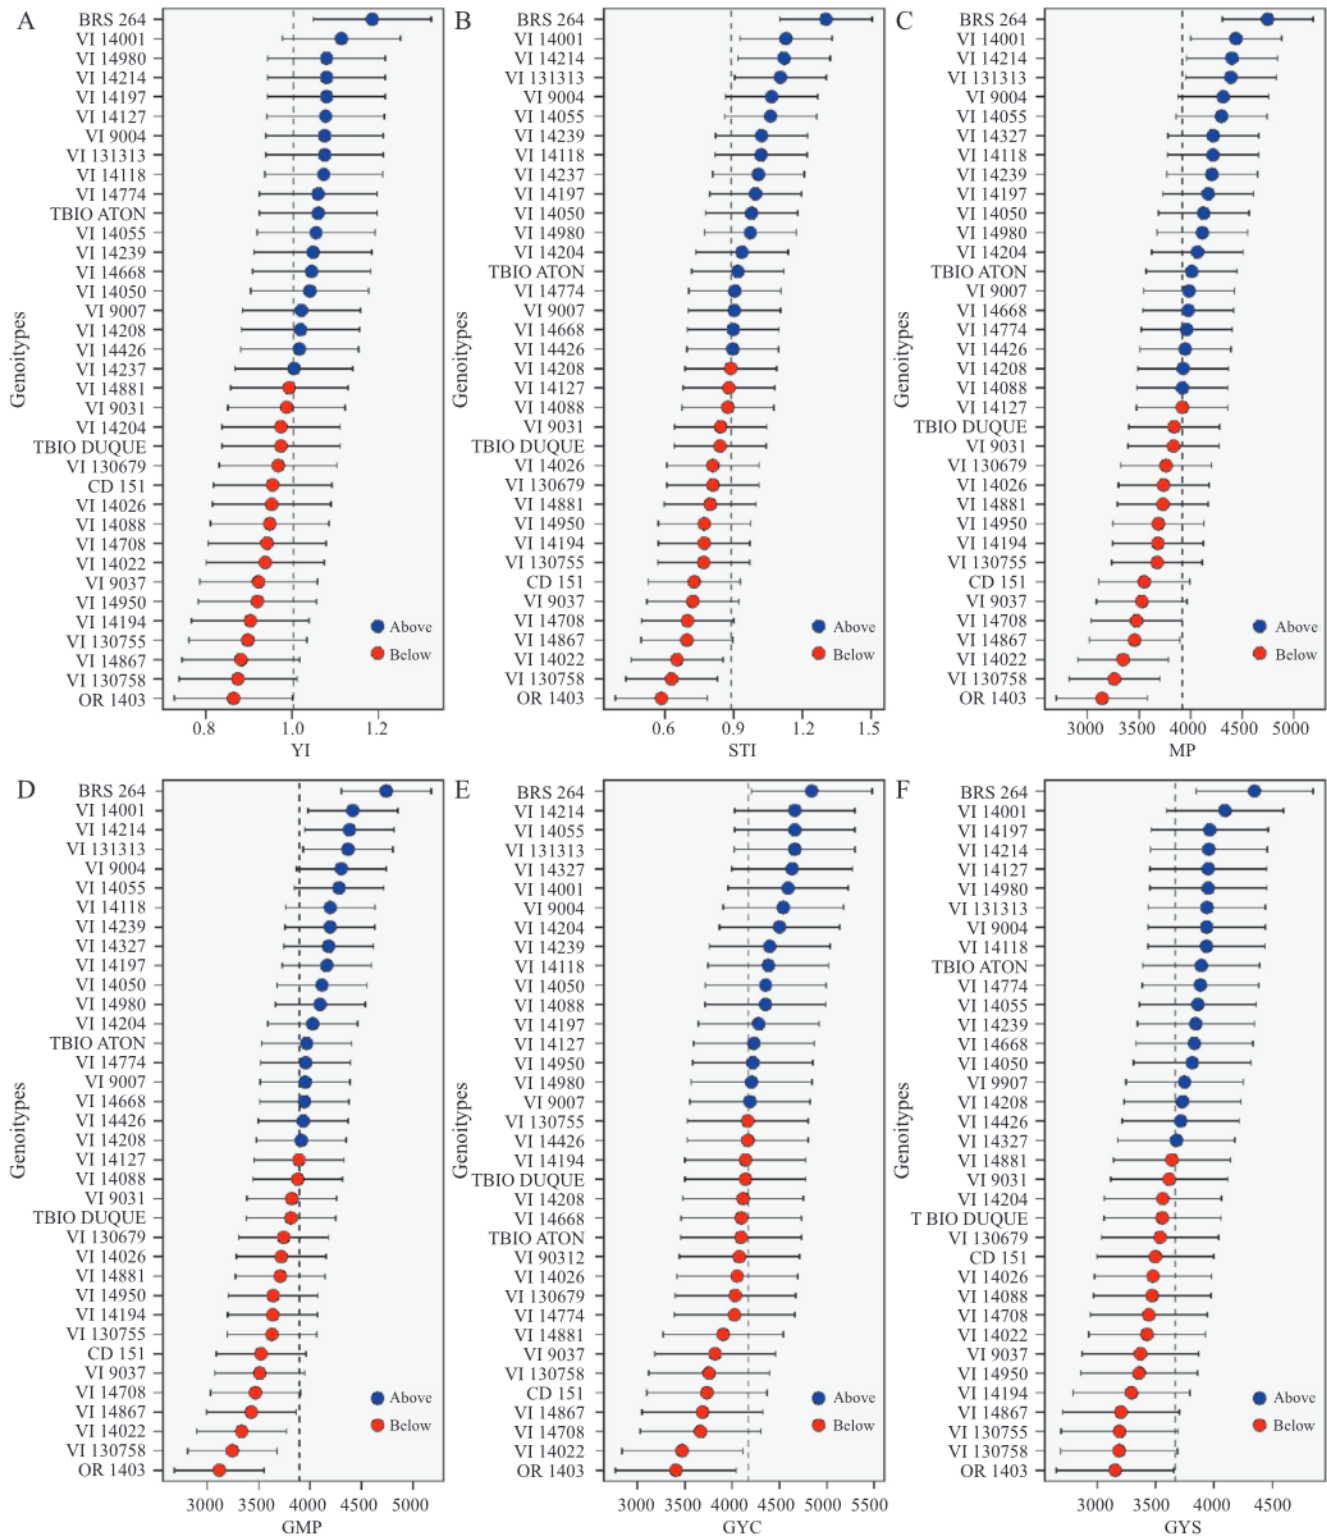 A
BRS 264
VI 14001
VI 14980
VI 14214
VI 14197
VI 14127
VI 9004
VI 131313
VI 14118
VI 14774
TBIO ATON
VI 14055
VI 14239
VI 14668
VI 14050
VI 9007
VI 14208
VI 14426
VI 14237
VI 14881
VI 9031
VI 14204
TBIO DUQUE
VI 130679
CD 151
VI 14026
VI 14088
VI 14708
VI 14022
VI 9037
VI 14950
VI 14194
VI 130755
VI 14867
VI 130758
OR 1403
Genoitypes
Above
Below
0.8 1.0 1.2
YI
B
BRS 264
VI 14001
VI 14214
VI 131313
VI 9004
VI 14055
VI 14239
VI 14118
VI 14237
VI 14197
VI 14050
VI 14980
VI 14204
TBIO ATON
VI 14774
VI 9007
VI 14668
VI 14426
VI 14208
VI 14127
VI 14088
VI 9031
TBIO DUQUE
VI 14026
VI 130679
VI 14881
VI 14950
VI 14194
VI 130755
CD 151
VI 9037
VI 14708
VI 14867
VI 14022
VI 130758
OR 1403
Genoitypes
Above
Below
0.6 0.9 1.2 1.5
STI
C
BRS 264
VI 14001
VI 14214
VI 131313
VI 9004
VI 14055
VI 14327
VI 14118
VI 14239
VI 14197
VI 14050
VI 14980
VI 14204
TBIO ATON
VI 9007
VI 14668
VI 14774
VI 14426
VI 14208
VI 14088
VI 14127
TBIO DUQUE
VI 9031
VI 130679
VI 14026
VI 14881
VI 14950
VI 14194
VI 130755
CD 151
VI 9037
VI 14708
VI 14867
VI 14022
VI 130758
OR 1403
Genoitypes
Above
Below
3000 3500 4000 4500 5000
MP
D
BRS 264
VI 14001
VI 14214
VI 131313
VI 9004
VI 14055
VI 14118
VI 14239
VI 14327
VI 14197
VI 14050
VI 14980
VI 14204
TBIO ATON
VI 14774
VI 9007
VI 14668
VI 14426
VI 14208
VI 14127
VI 14088
VI 9031
TBIO DUQUE
VI 130679
VI 14026
VI 14881
VI 14950
VI 14194
VI 130755
CD 151
VI 9037
VI 14708
VI 14867
VI 14022
VI 130758
OR 1403
Genoitypes
Above
Below
3000 3500 4000 4500 5000
GMP
E
BRS 264
VI 14214
VI 14055
VI 131313
VI 14327
VI 14001
VI 9004
VI 14204
VI 14239
VI 14118
VI 14050
VI 14088
VI 14197
VI 14127
VI 14950
VI 14980
VI 9007
VI 130755
VI 14426
VI 14194
TBIO DUQUE
VI 14208
VI 14668
TBIO ATON
VI 90312
VI 14026
VI 130679
VI 14774
VI 14881
VI 9037
VI 130758
CD 151
VI 14867
VI 14708
VI 14022
OR 1403
Genoitypes
Above
Below
3000 3500 4000 4500 5000 5500
GYC
F
BRS 264
VI 14001
VI 14197
VI 14214
VI 14127
VI 14980
VI 131313
VI 9004
VI 14118
TBIO ATON
VI 14774
VI 14055
VI 14239
VI 14668
VI 14050
VI 9907
VI 14208
VI 14426
VI 14327
VI 14881
VI 9031
VI 14204
T BIO DUQUE
VI 130679
CD 151
VI 14026
VI 14088
VI 14708
VI 14022
VI 9037
VI 14950
VI 14194
VI 14867
VI 130755
VI 130758
OR 1403
Genoitypes
Above
Below
3000 3500 4000 4500
GYS